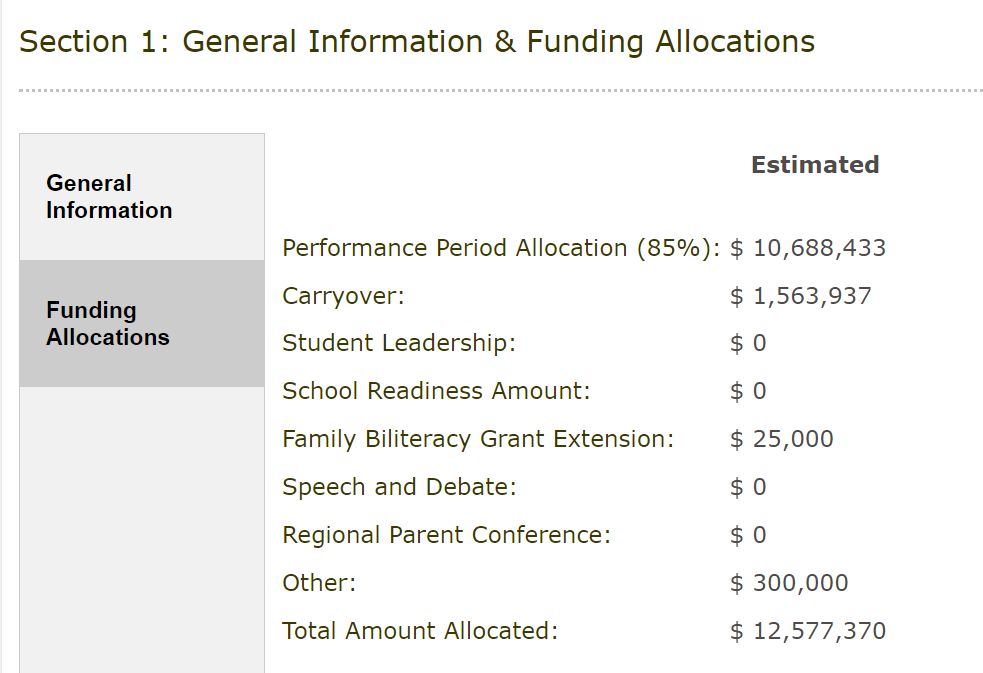 Section 1: General Information & Funding Allocations
General
Information
Funding
Allocations
Estimated
Performance Period Allocation (85%): $ 10,688,433
Carryover: $ 1,563,937
Student Leadership: $ 0
School Readiness Amount: $ 0
Family Biliteracy Grant Extension: $ 25,000
Speech and Debate: $ 0
Regional Parent Conference: $ 0
Other: $ 300,000
Total Amount Allocated: $ 12,577,370